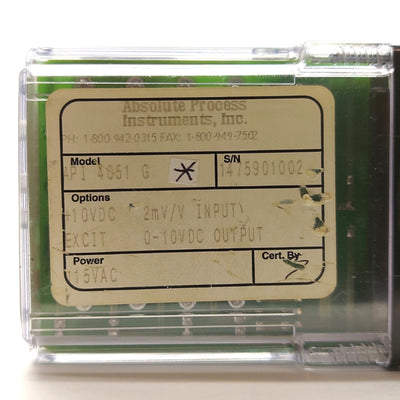 Absolute Process
Instruments, Inc.
PH: 1-800-942-0315 FAX: 1-800-949-7502
Model
API 4051 G *
S/N
1475901002
Options
10VDC 2mV/V INPUT
EXCIT 0-10VDC OUTPUT
Power
115VAC
Cert. By